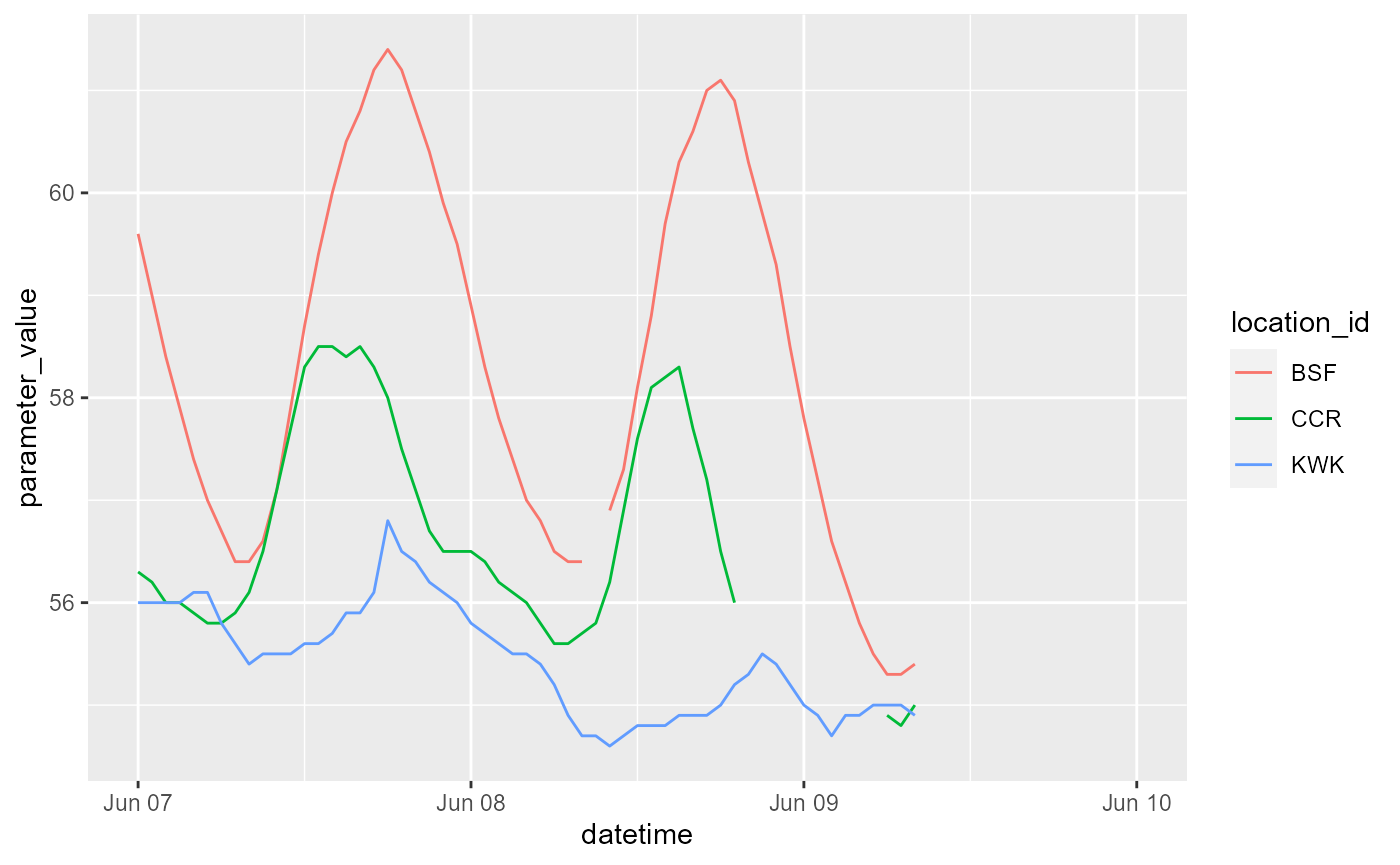 60
58
56
parameter_value
Jun 07
Jun 08
Jun 09
Jun 10
datetime
location_id
BSF
CCR
KWK